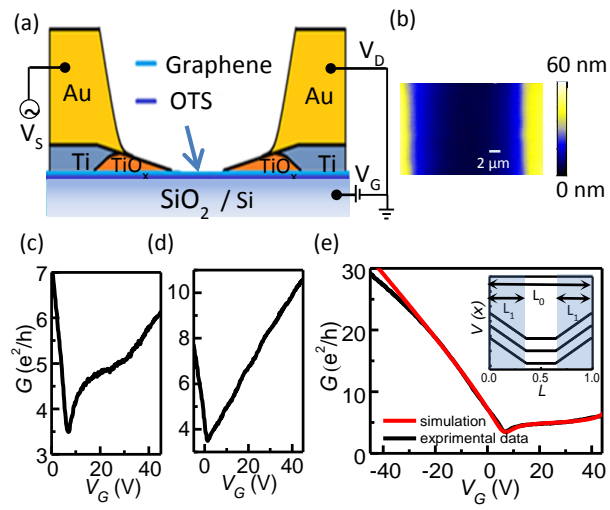 (a)
Au
Au
Graphene
OTS
V_D
V_S
Ti
TiO_x
TiO_x
Ti
V_G
SiO_2 / Si
(b)
60 nm
2 μm
0 nm
(c)
7
6
5
4
3
G (e^2/h)
0 20 40
V_G (V)
(d)
10
8
6
4
0 20 40
V_G (V)
(e)
30
20
10
0
G (e^2/h)
-40 -20 0 20 40
V_G (V)
simulation
exprimental data
L_0
L_1
L_1
V (x)
0.0 0.5 1.0
L